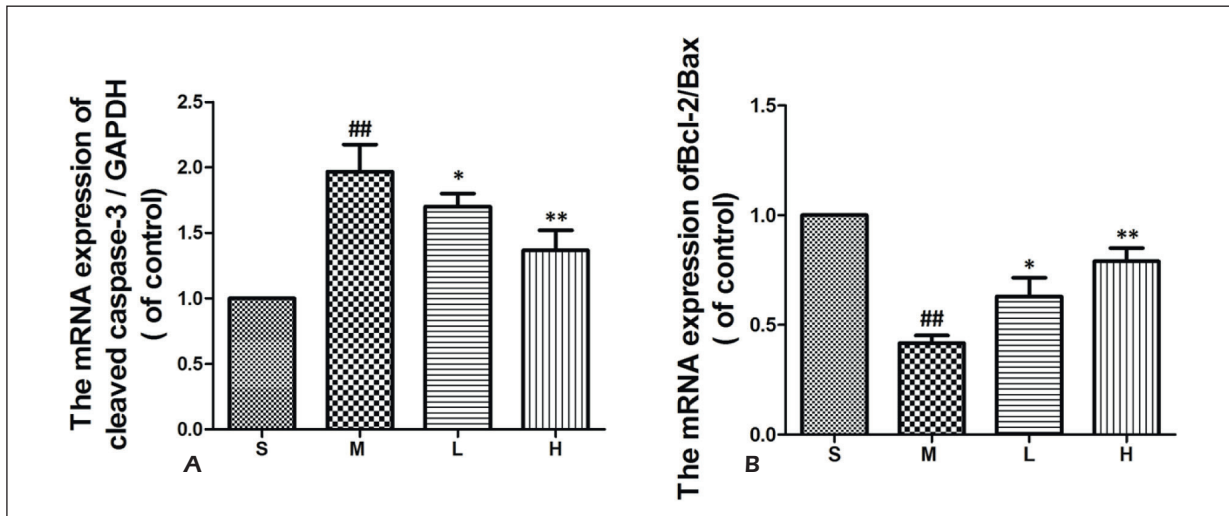 The mRNA expression of
cleaved caspase-3 / GAPDH
( of control)
2.5
2.0
1.5
1.0
0.5
0.0
##
*
**
S M L H
A
The mRNA expression ofBcl-2/Bax
( of control)
1.5
1.0
0.5
0.0
##
*
**
S M L H
B